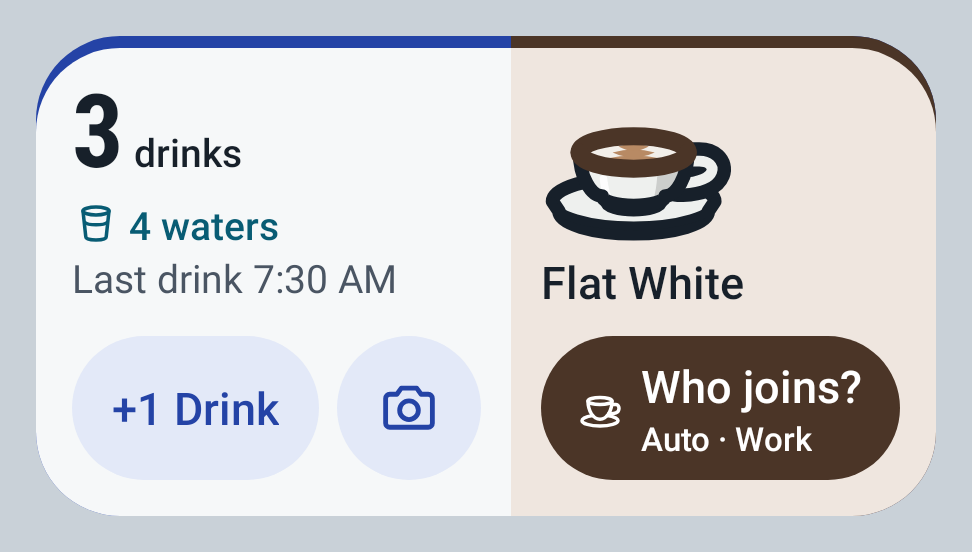 3 drinks
4 waters
Last drink 7:30 AM
+1 Drink
Flat White
Who joins?
Auto · Work